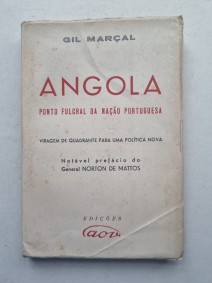 GIL MARÇAL
ANGOLA
PONTO FULCRAL DA NAÇÃO PORTUGUESA
VIRAGEM DE QUADRANTE PARA UMA POLÍTICA NOVA
Notável prefácio do
General NORTON DE MATTOS
EDIÇÕES